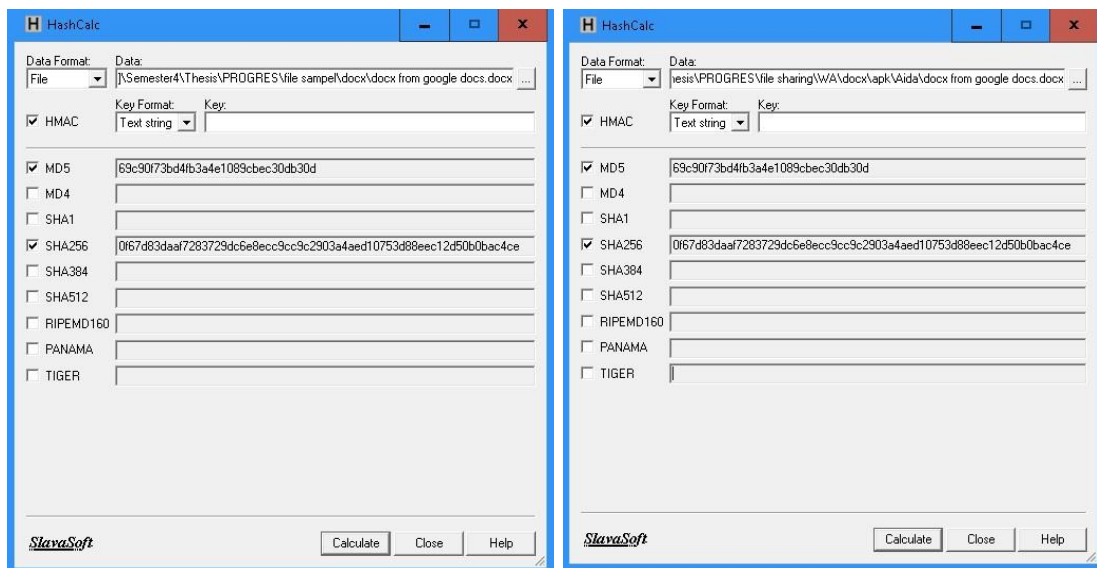 HashCalc
Data Format: Data:
File ]\Semester4\Thesis\PROGRES\file sampel\docx\docx from google docs.docx ...
Key Format: Key:
HMAC Text string
MD5 69c90f73bd4fb3a4e1089cbec30db30d
MD4
SHA1
SHA256 0f67d83daaf7283729dc6e8ecc9cc9c2903a4aed10753d88eec12d50b0bac4ce
SHA384
SHA512
RIPEMD160
PANAMA
TIGER
SlavaSoft Calculate Close Help
HashCalc
Data Format: Data:
File nesis\PROGRES\file sharing\WA\docx\apk\Aida\docx from google docs.docx ...
Key Format: Key:
HMAC Text string
MD5 69c90f73bd4fb3a4e1089cbec30db30d
MD4
SHA1
SHA256 0f67d83daaf7283729dc6e8ecc9cc9c2903a4aed10753d88eec12d50b0bac4ce
SHA384
SHA512
RIPEMD160
PANAMA
TIGER
SlavaSoft Calculate Close Help